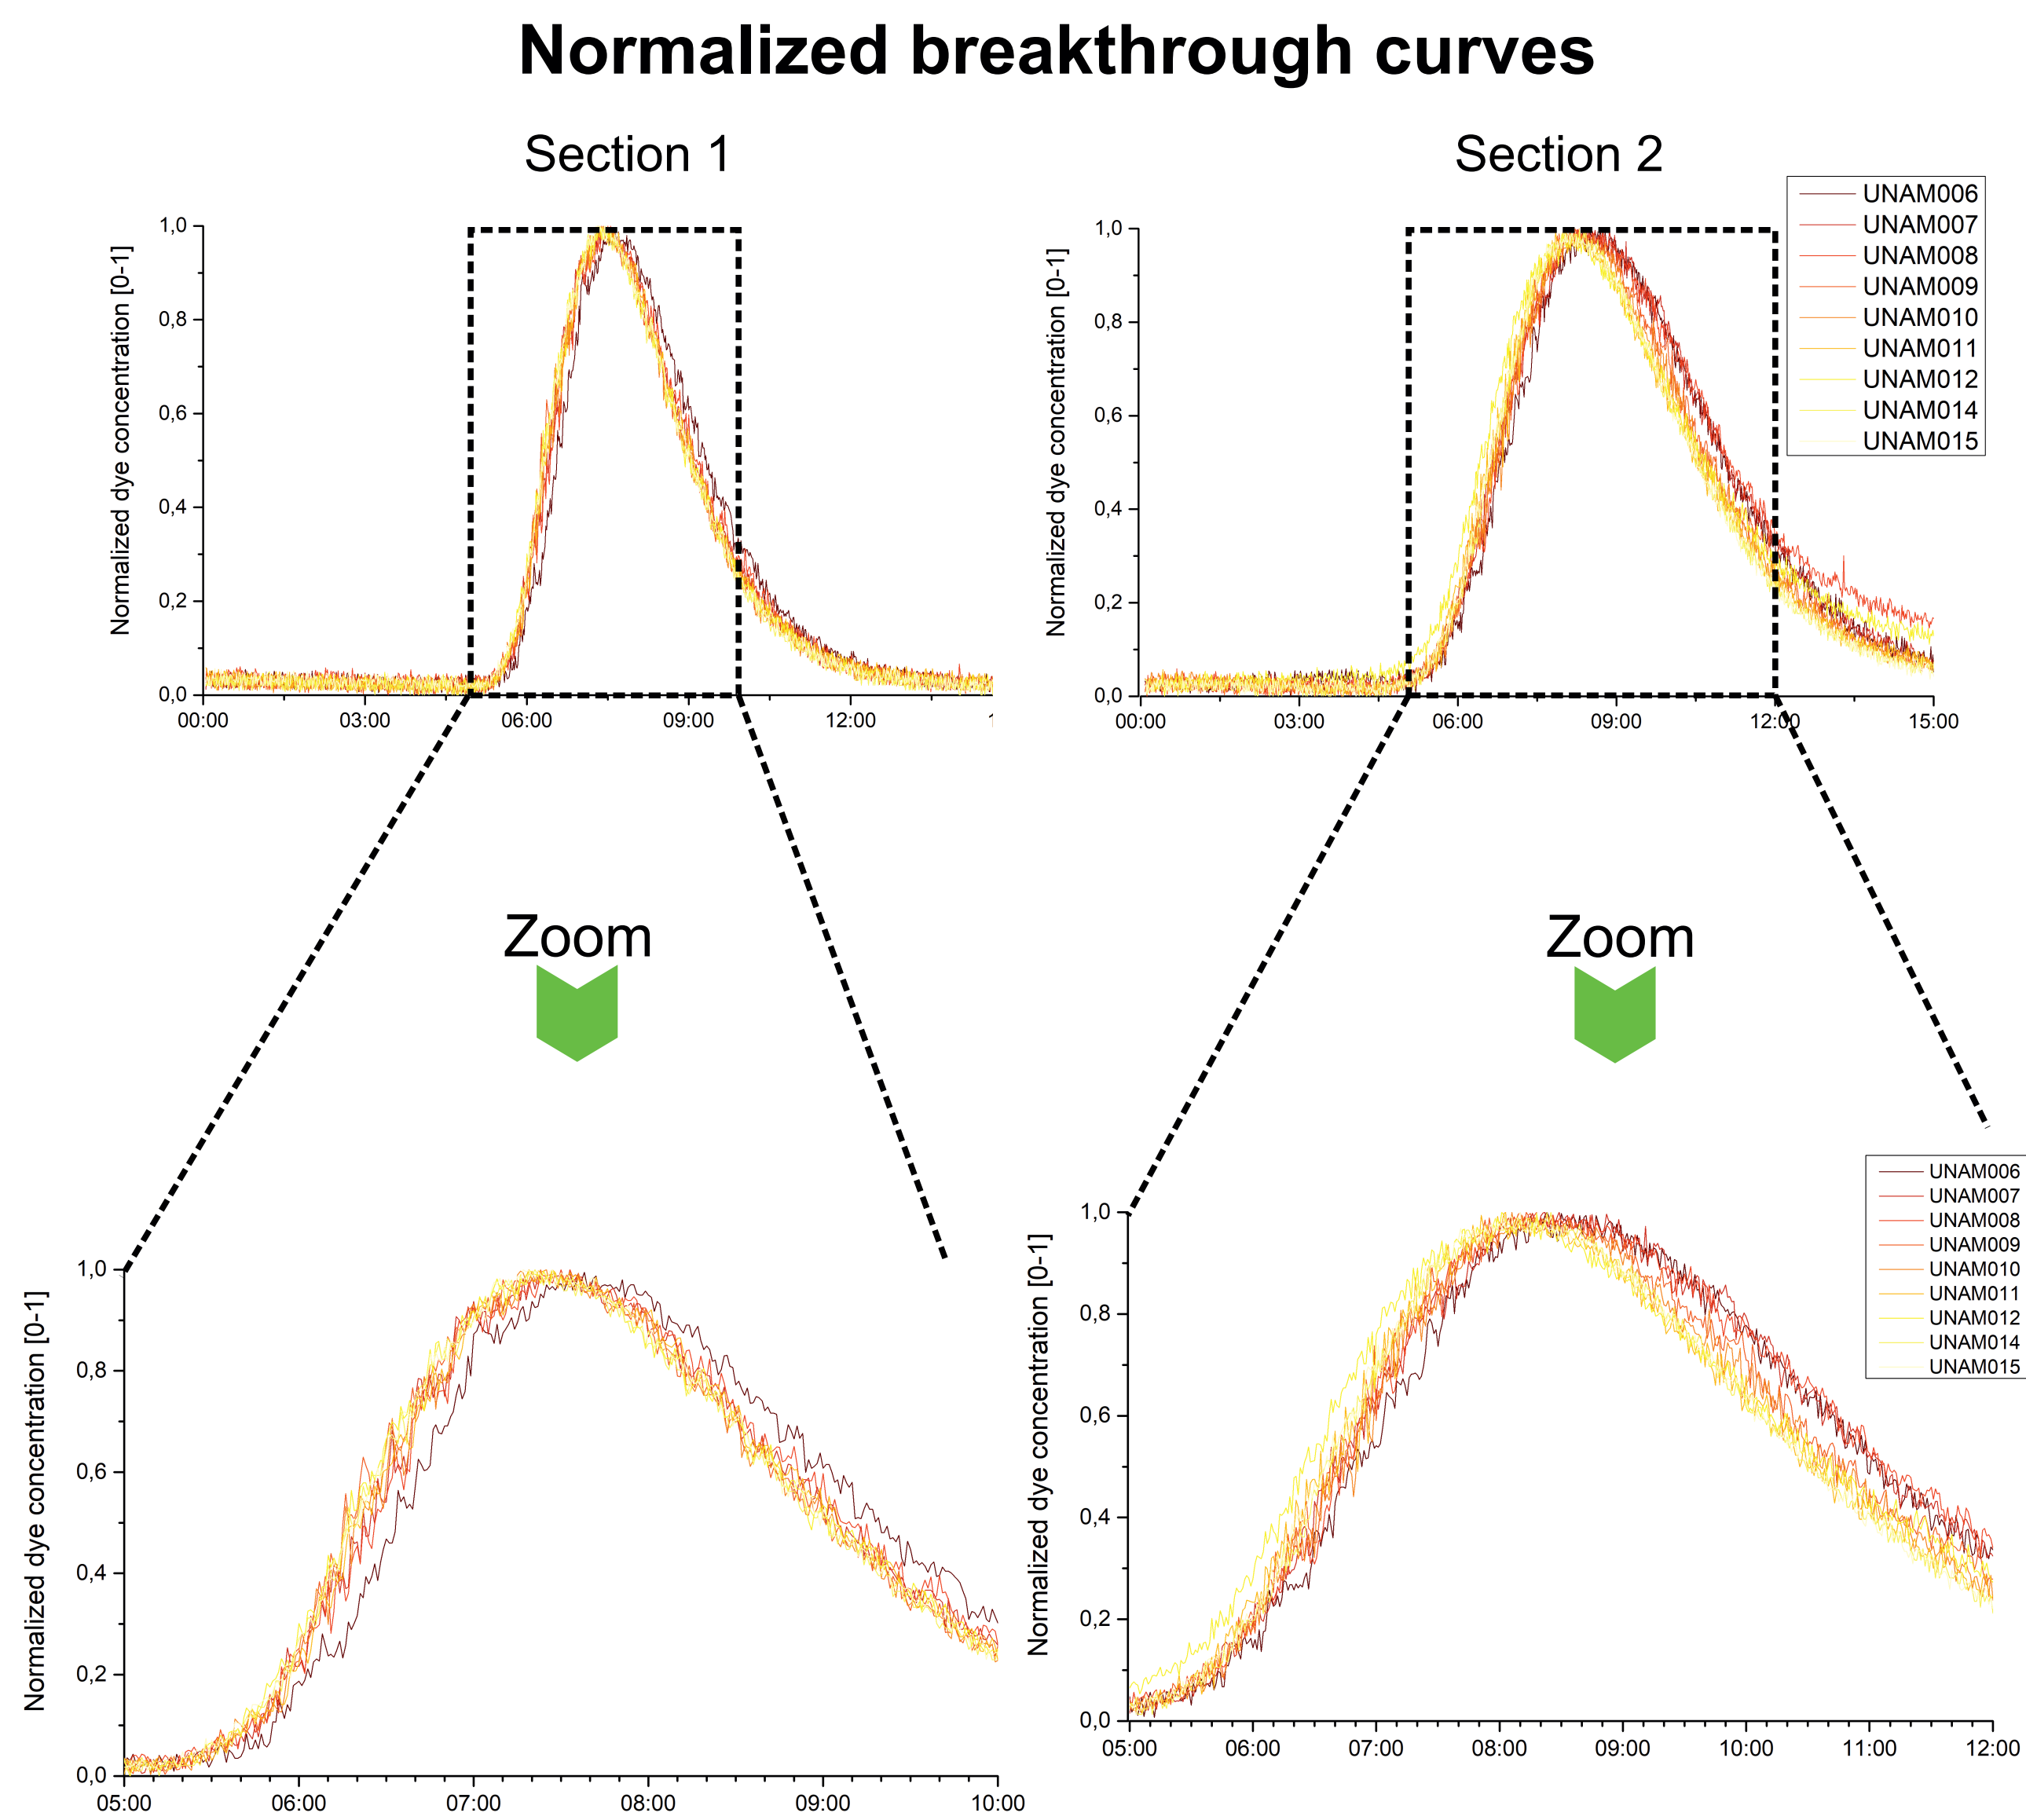 Normalized breakthrough curves
Section 1
Normalized dye concentration [0-1]
1,0
0,8
0,6
0,4
0,2
0,0
00:00 03:00 06:00 09:00 12:00 1
Section 2
UNAM006
UNAM007
UNAM008
UNAM009
UNAM010
UNAM011
UNAM012
UNAM014
UNAM015
Normalized dye concentration [0-1]
1,0
0,8
0,6
0,4
0,2
0,0
00:00 03:00 06:00 09:00 12:00 15:00
Zoom
Zoom
Normalized dye concentration [0-1]
1,0
0,8
0,6
0,4
0,2
0,0
05:00 06:00 07:00 08:00 09:00 10:00
UNAM006
UNAM007
UNAM008
UNAM009
UNAM010
UNAM011
UNAM012
UNAM014
UNAM015
Normalized dye concentration [0-1]
1,0
0,8
0,6
0,4
0,2
0,0
05:00 06:00 07:00 08:00 09:00 10:00 11:00 12:00